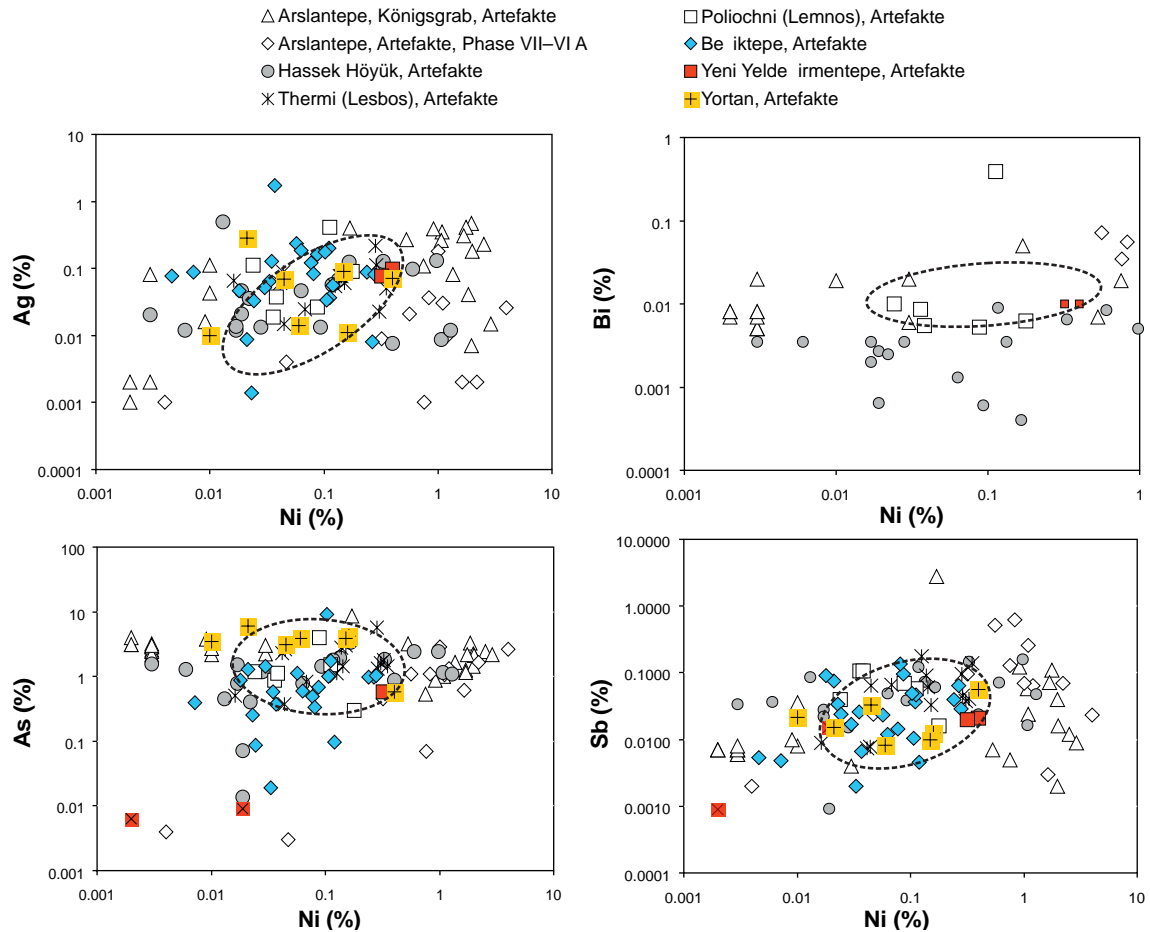 Arslantepe, Königsgrab, Artefakte
Arslantepe, Artefakte, Phase VII–VI A
Hassek Höyük, Artefakte
Thermi (Lesbos), Artefakte
Poliochni (Lemnos), Artefakte
Be iktepe, Artefakte
Yeni Yelde irmentepe, Artefakte
Yortan, Artefakte
10
1
0.1
0.01
0.001
0.0001
Ag (%)
0.001 0.01 0.1 1 10
Ni (%)
1
0.1
0.01
0.001
0.0001
Bi (%)
0.001 0.01 0.1 1
Ni (%)
100
10
1
0.1
0.01
0.001
As (%)
0.001 0.01 0.1 1 10
Ni (%)
10.0000
1.0000
0.1000
0.0100
0.0010
0.0001
Sb (%)
0.001 0.01 0.1 1 10
Ni (%)